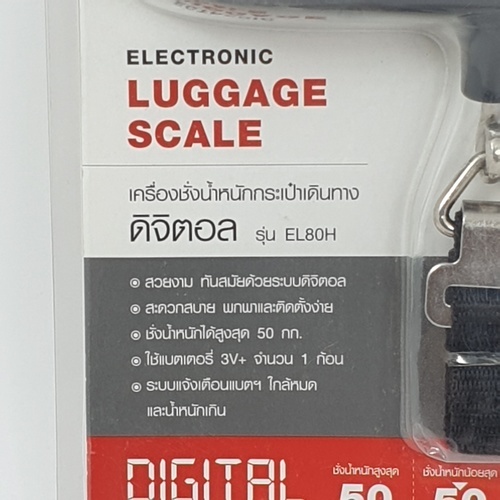 ELECTRONIC
LUGGAGE
SCALE
เครื่องชั่งน้ำหนักกระเป๋าเดินทาง
ดิจิตอล รุ่น EL80H
สวยงาม ทันสมัยด้วยระบบดิจิตอล
สะดวกสบาย พกพาและติดตั้งง่าย
ชั่งน้ำหนักได้สูงสุด 50 กก.
ใช้แบตเตอรี่ 3V+ จำนวน 1 ก้อน
ระบบแจ้งเตือนแบตฯ ใกล้หมด
และน้ำหนักเกิน
DIGITAL
ชั่งน้ำหนักสูงสุด ชั่งน้ำหนักน้อยสุด
50 50